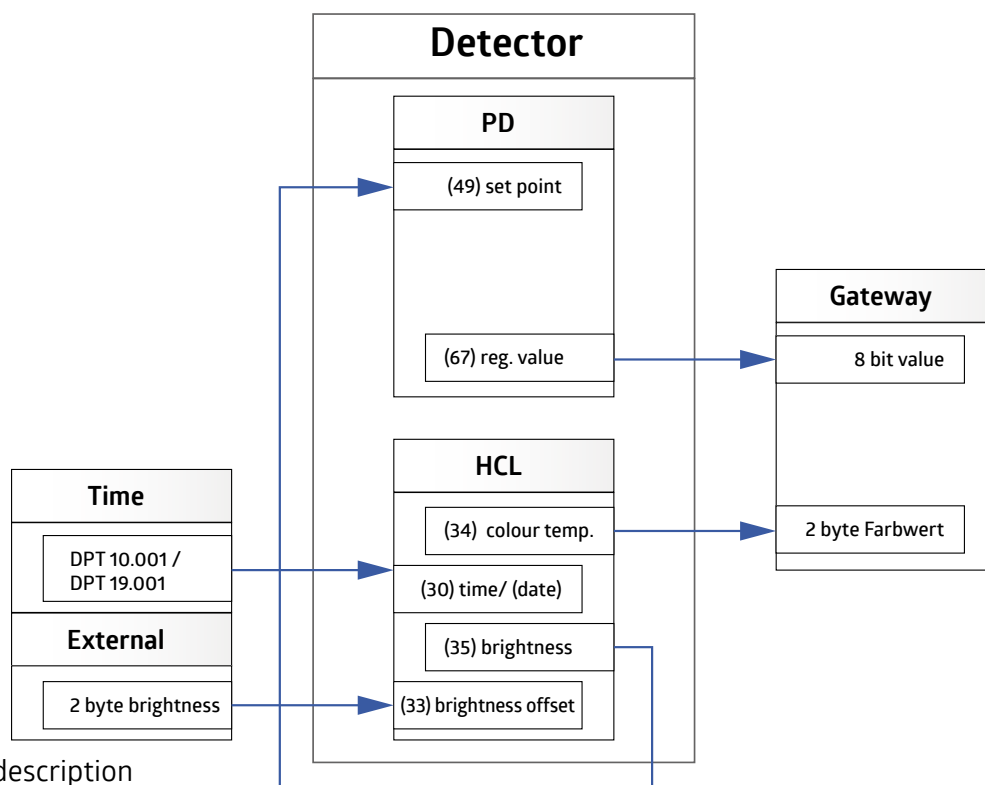 Detector
PD
(49) set point
(67) reg. value
Gateway
8 bit value
2 byte Farbwert
HCL
(34) colour temp.
(30) time/ (date)
(35) brightness
(33) brightness offset
Time
DPT 10.001 /
DPT 19.001
External
2 byte brightness
description